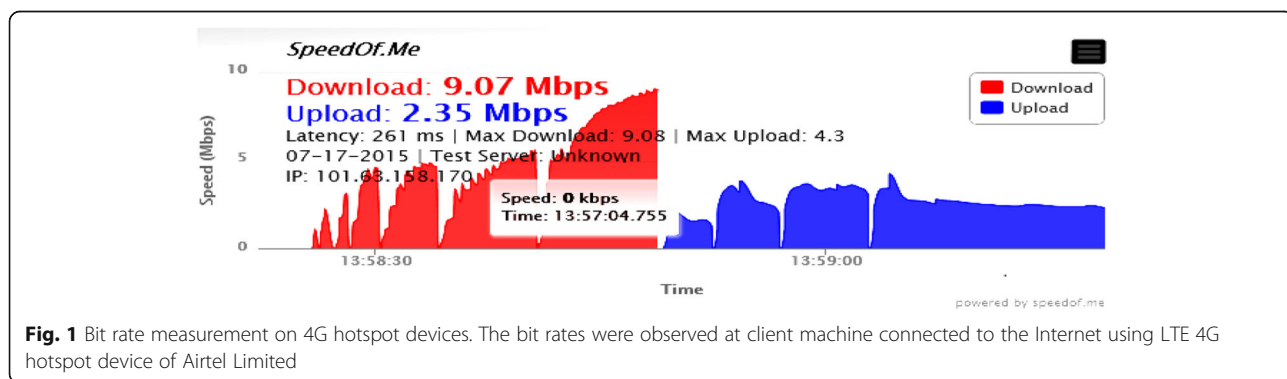 SpeedOf.Me
10
Download: 9.07 Mbps
Upload: 2.35 Mbps
Latency: 261 ms | Max Download: 9.08 | Max Upload: 4.3
07-17-2015 | Test Server: Unknown
IP: 101.63.158.170
Download
Upload
Speed (Mbps)
5
0
Speed: 0 kbps
Time: 13:57:04.755
13:58:30
13:59:00
Time
powered by speedof.me
Fig. 1 Bit rate measurement on 4G hotspot devices. The bit rates were observed at client machine connected to the Internet using LTE 4G
hotspot device of Airtel Limited